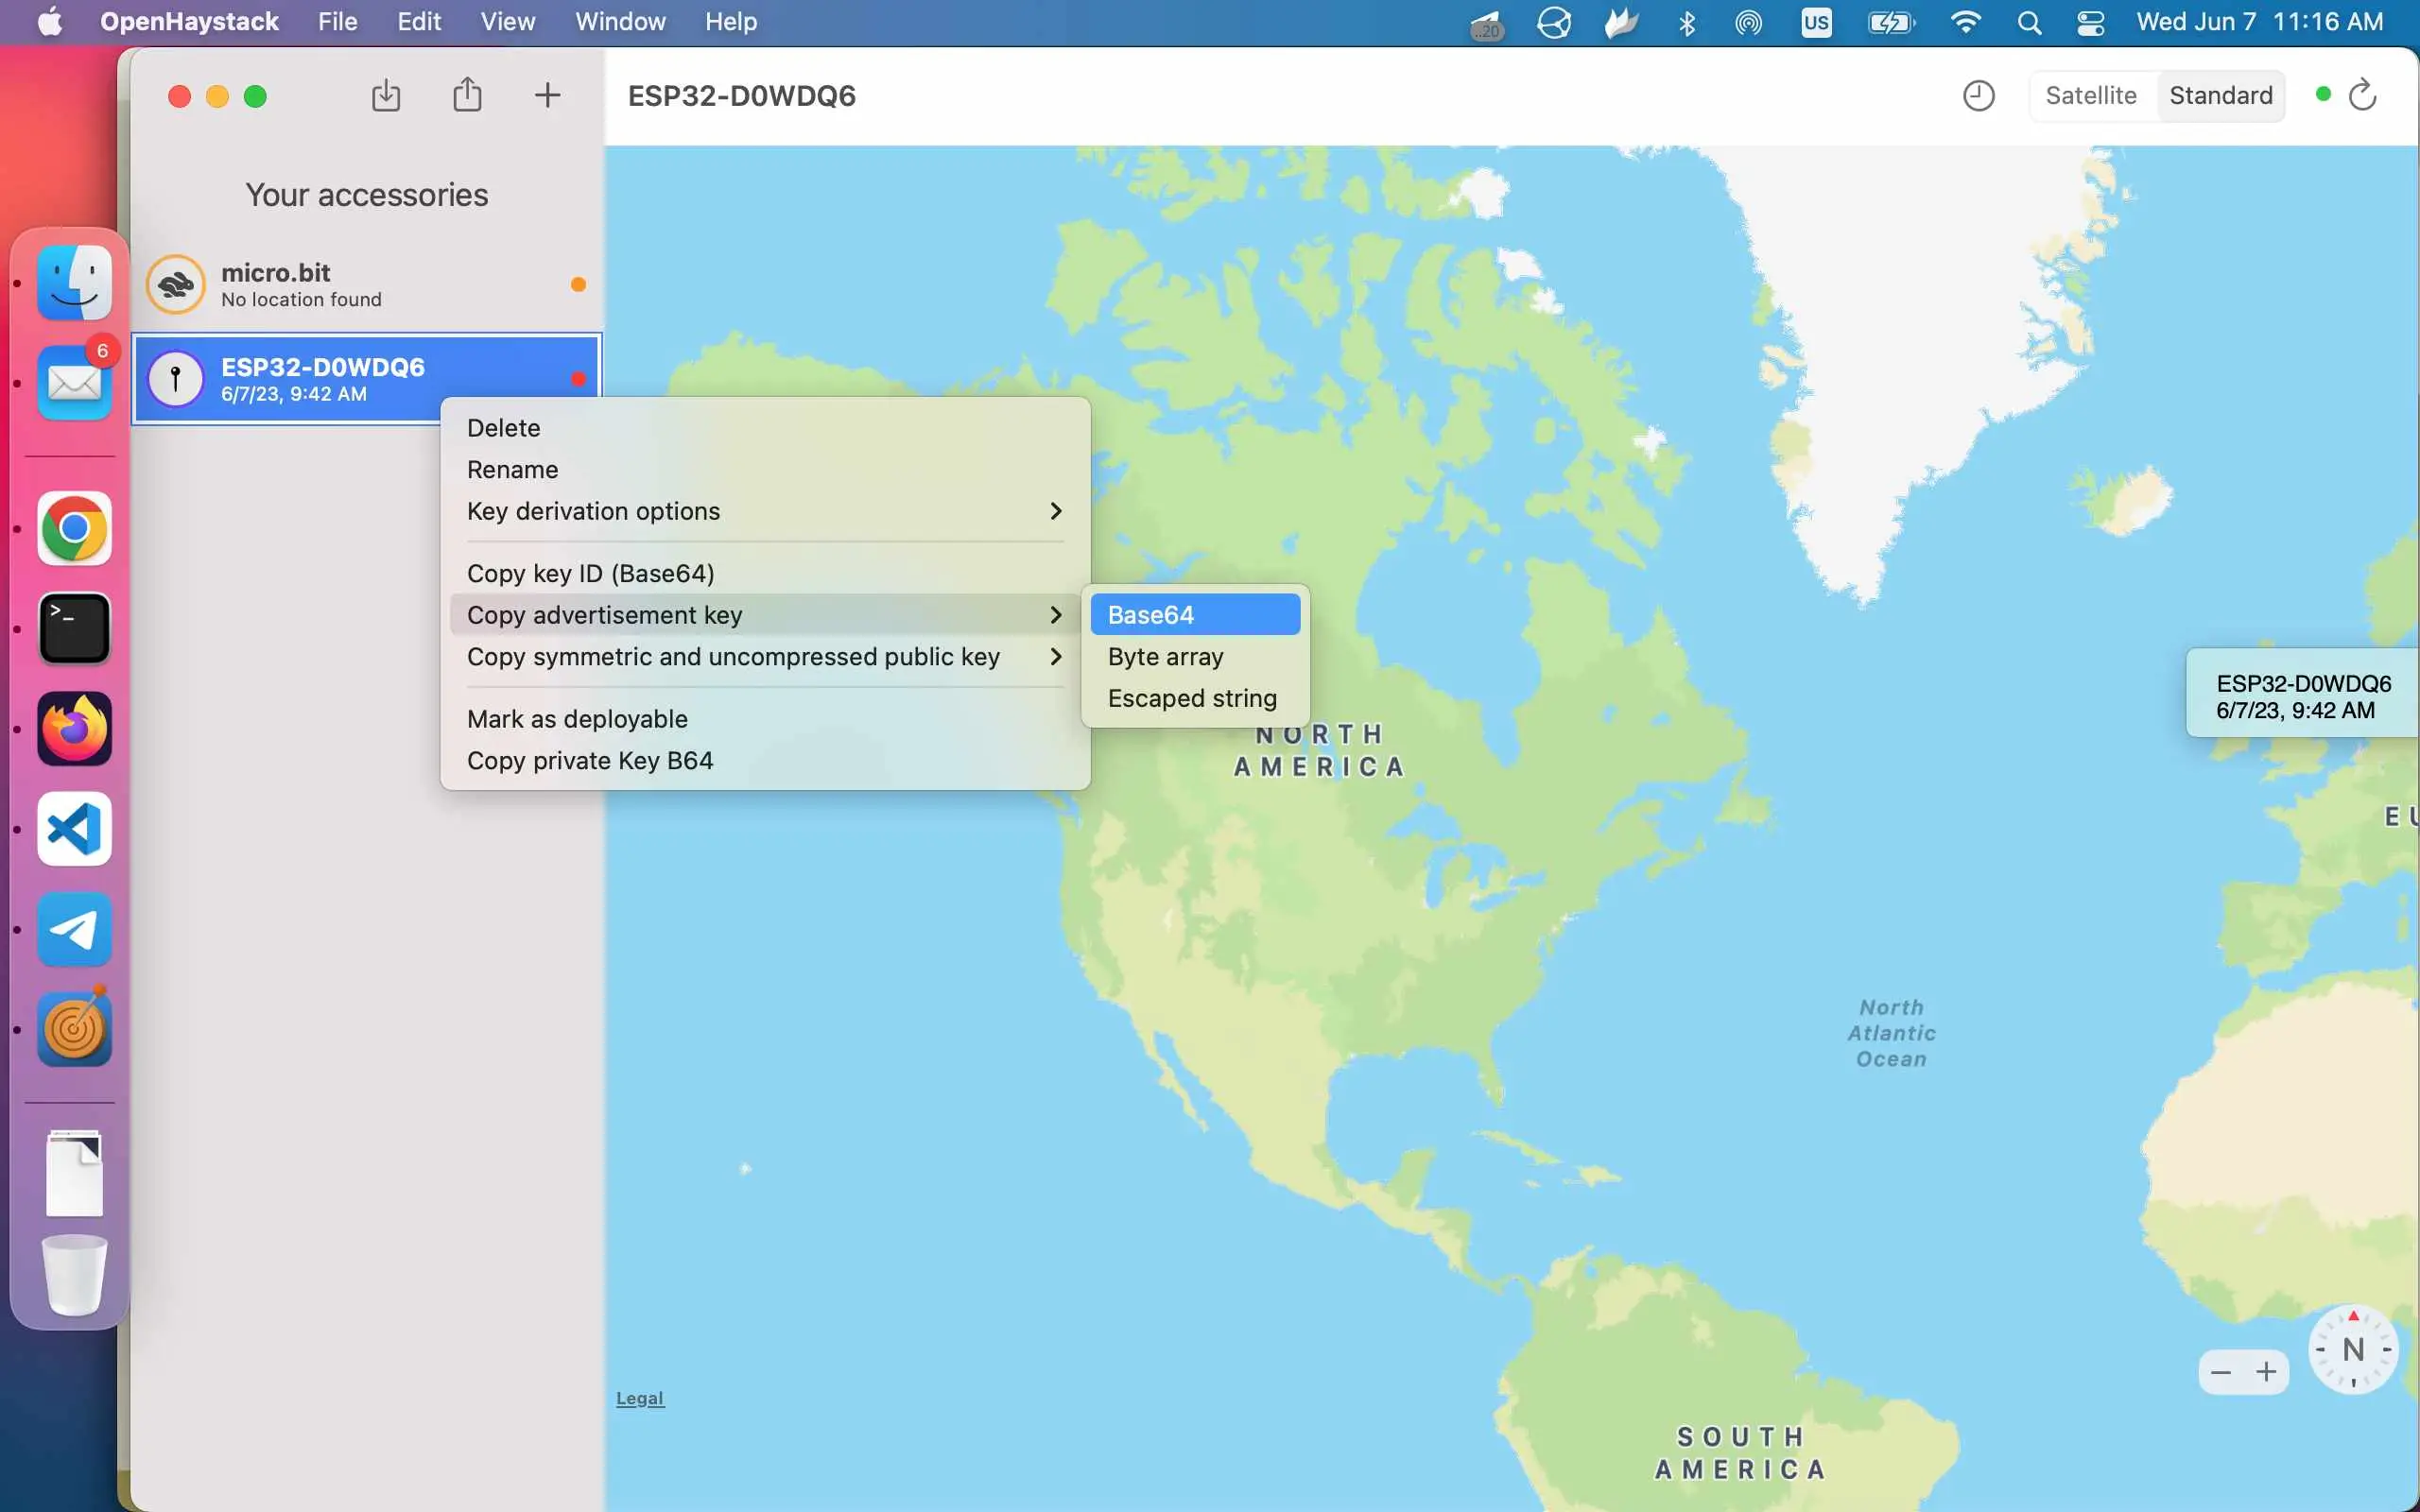 OpenHaystack File Edit View Window Help
..20
US
Wed Jun 7 11:16 AM
ESP32-D0WDQ6
Satellite Standard
Your accessories
micro.bit
No location found
ESP32-D0WDQ6
6/7/23, 9:42 AM
6
Delete
Rename
Key derivation options
Copy key ID (Base64)
Copy advertisement key
Copy symmetric and uncompressed public key
Mark as deployable
Copy private Key B64
Base64
Byte array
Escaped string
NORTH
AMERICA
ESP32-D0WDQ6
6/7/23, 9:42 AM
EU
North
Atlantic
Ocean
N
Legal
SOUTH
AMERICA